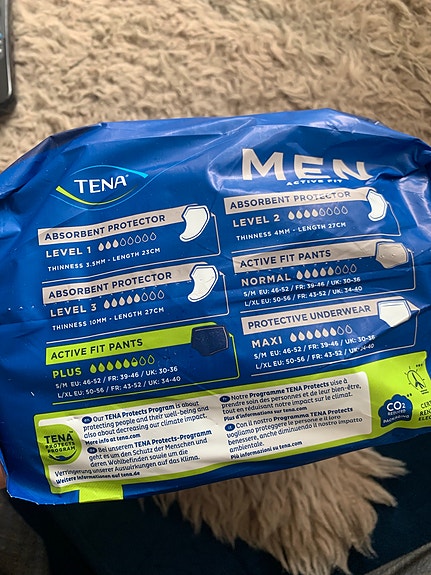 TENA
MEN
ACTIVE FIT
ABSORBENT PROTECTOR
LEVEL 1
THINNESS 3.5MM - LENGTH 23CM
ABSORBENT PROTECTOR
LEVEL 2
THINNESS 4MM - LENGTH 27CM
ABSORBENT PROTECTOR
LEVEL 3
THINNESS 10MM - LENGTH 27CM
ACTIVE FIT PANTS
NORMAL
S/M EU: 46-52 / FR: 39-46 / UK: 30-36
L/XL EU: 50-56 / FR: 43-52 / UK: 34-40
ACTIVE FIT PANTS
PLUS
S/M EU: 46-52 / FR: 39-46 / UK: 30-36
L/XL EU: 50-56 / FR: 43-52 / UK: 34-40
PROTECTIVE UNDERWEAR
MAXI
S/M EU: 46-52 / FR: 39-46 / UK: 30-36
L/XL EU: 50-56 / FR: 43-52 / UK: 34-40
TENA
PROTECTS
PROGRAM
Our TENA Protects Program is about
protecting people and their well-being and
also about decreasing our climate impact.
More info at tena.com
Bei unserem TENA Protects-Programm
geht es um den Schutz der Menschen und
deren Wohlbefinden sowie um die
Verringerung unserer Auswirkungen auf das Klima.
Weitere Informationen auf tena.de
Notre Programme TENA Protects vise à
prendre soin des personnes et de leur bien-être,
tout en réduisant notre impact sur le climat.
Plus d'informations sur tena.com
Con il nostro Programma TENA Protects
vogliamo proteggere le persone e il loro
benessere, anche diminuendo il nostro impatto
ambientale.
Più informazioni su tena.com
CO2
REDUCED
PACKAGING